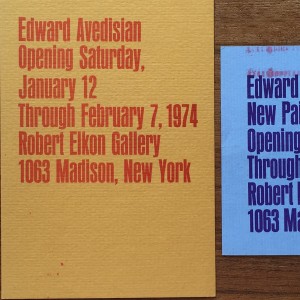 Edward Avedisian
Opening Saturday,
January 12
Through February 7, 1974
Robert Elkon Gallery
1063 Madison, New York
Edward
New Pa
Opening
Through
Robert E
1063 Ma